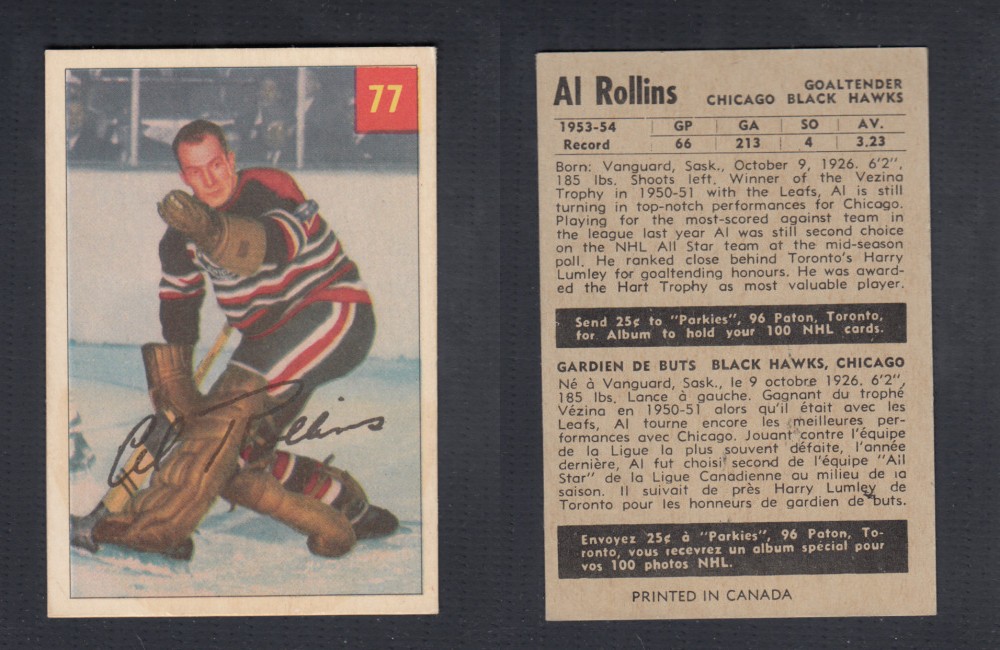 77
Al Rollins
Al Rollins
GOALTENDER
CHICAGO BLACK HAWKS
1953-54 GP GA SO AV.
Record 66 213 4 3.23
Born: Vanguard, Sask., October 9, 1926. 6'2",
185 lbs. Shoots left. Winner of the Vezina
Trophy in 1950-51 with the Leafs, Al is still
turning in top-notch performances for Chicago.
Playing for the most-scored against team in
the league last year Al was still second choice
on the NHL All Star team at the mid-season
poll. He ranked close behind Toronto's Harry
Lumley for goaltending honours. He was award-
ed the Hart Trophy as most valuable player.
Send 25¢ to "Parkies", 96 Paton, Toronto,
for Album to hold your 100 NHL cards.
GARDIEN DE BUTS BLACK HAWKS, CHICAGO
Né à Vanguard, Sask., le 9 octobre 1926. 6'2",
185 lbs. Lance à gauche. Gagnant du trophé
Vézina en 1950-51 alors qu'il était avec les
Leafs, Al tourne encore les meilleures per-
formances avec Chicago. Jouant contre l'équipe
de la Ligue la plus souvent défaite, l'année
dernière, Al fut choisi second de l'équipe "All
Star" de la Ligue Canadienne au milieu de la
saison. Il suivait de près Harry Lumley de
Toronto pour les honneurs de gardien de buts.
Envoyez 25¢ à "Parkies", 96 Paton, To-
ronto, vous recevrez un album spécial pour
vos 100 photos NHL.
PRINTED IN CANADA